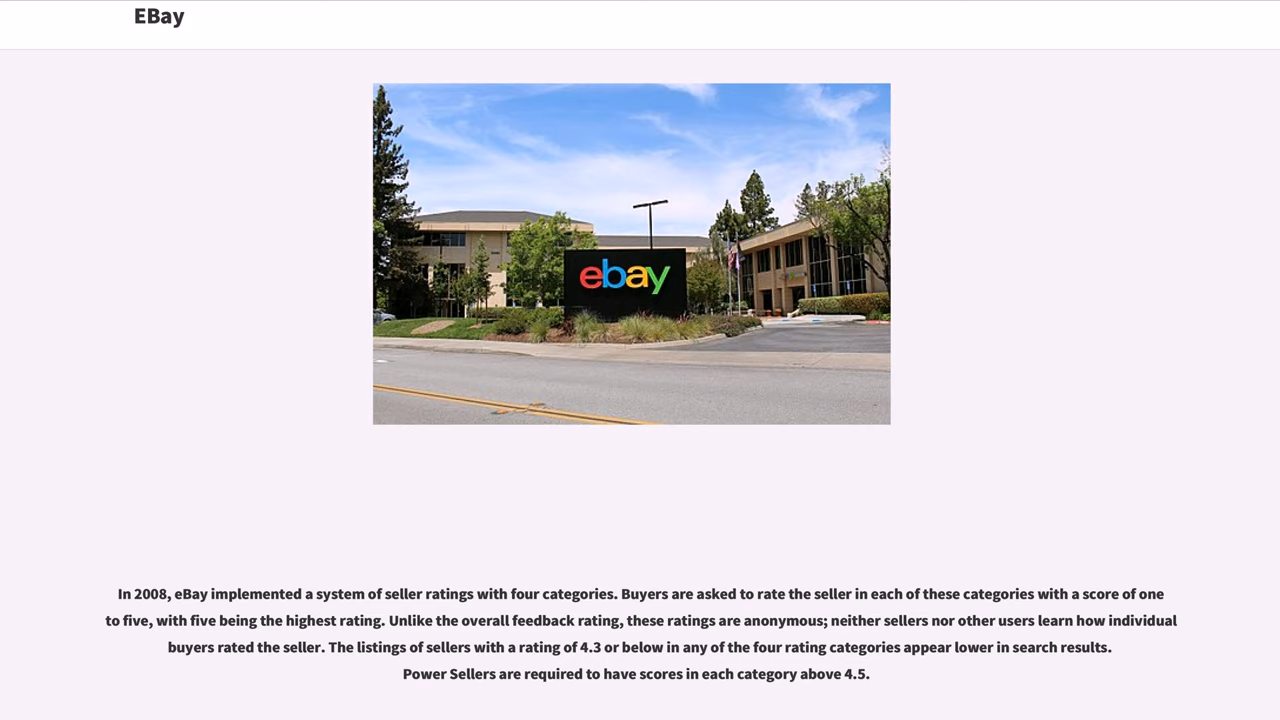 EBay
ebay
In 2008, eBay implemented a system of seller ratings with four categories. Buyers are asked to rate the seller in each of these categories with a score of one
to five, with five being the highest rating. Unlike the overall feedback rating, these ratings are anonymous; neither sellers nor other users learn how individual
buyers rated the seller. The listings of sellers with a rating of 4.3 or below in any of the four rating categories appear lower in search results.
Power Sellers are required to have scores in each category above 4.5.